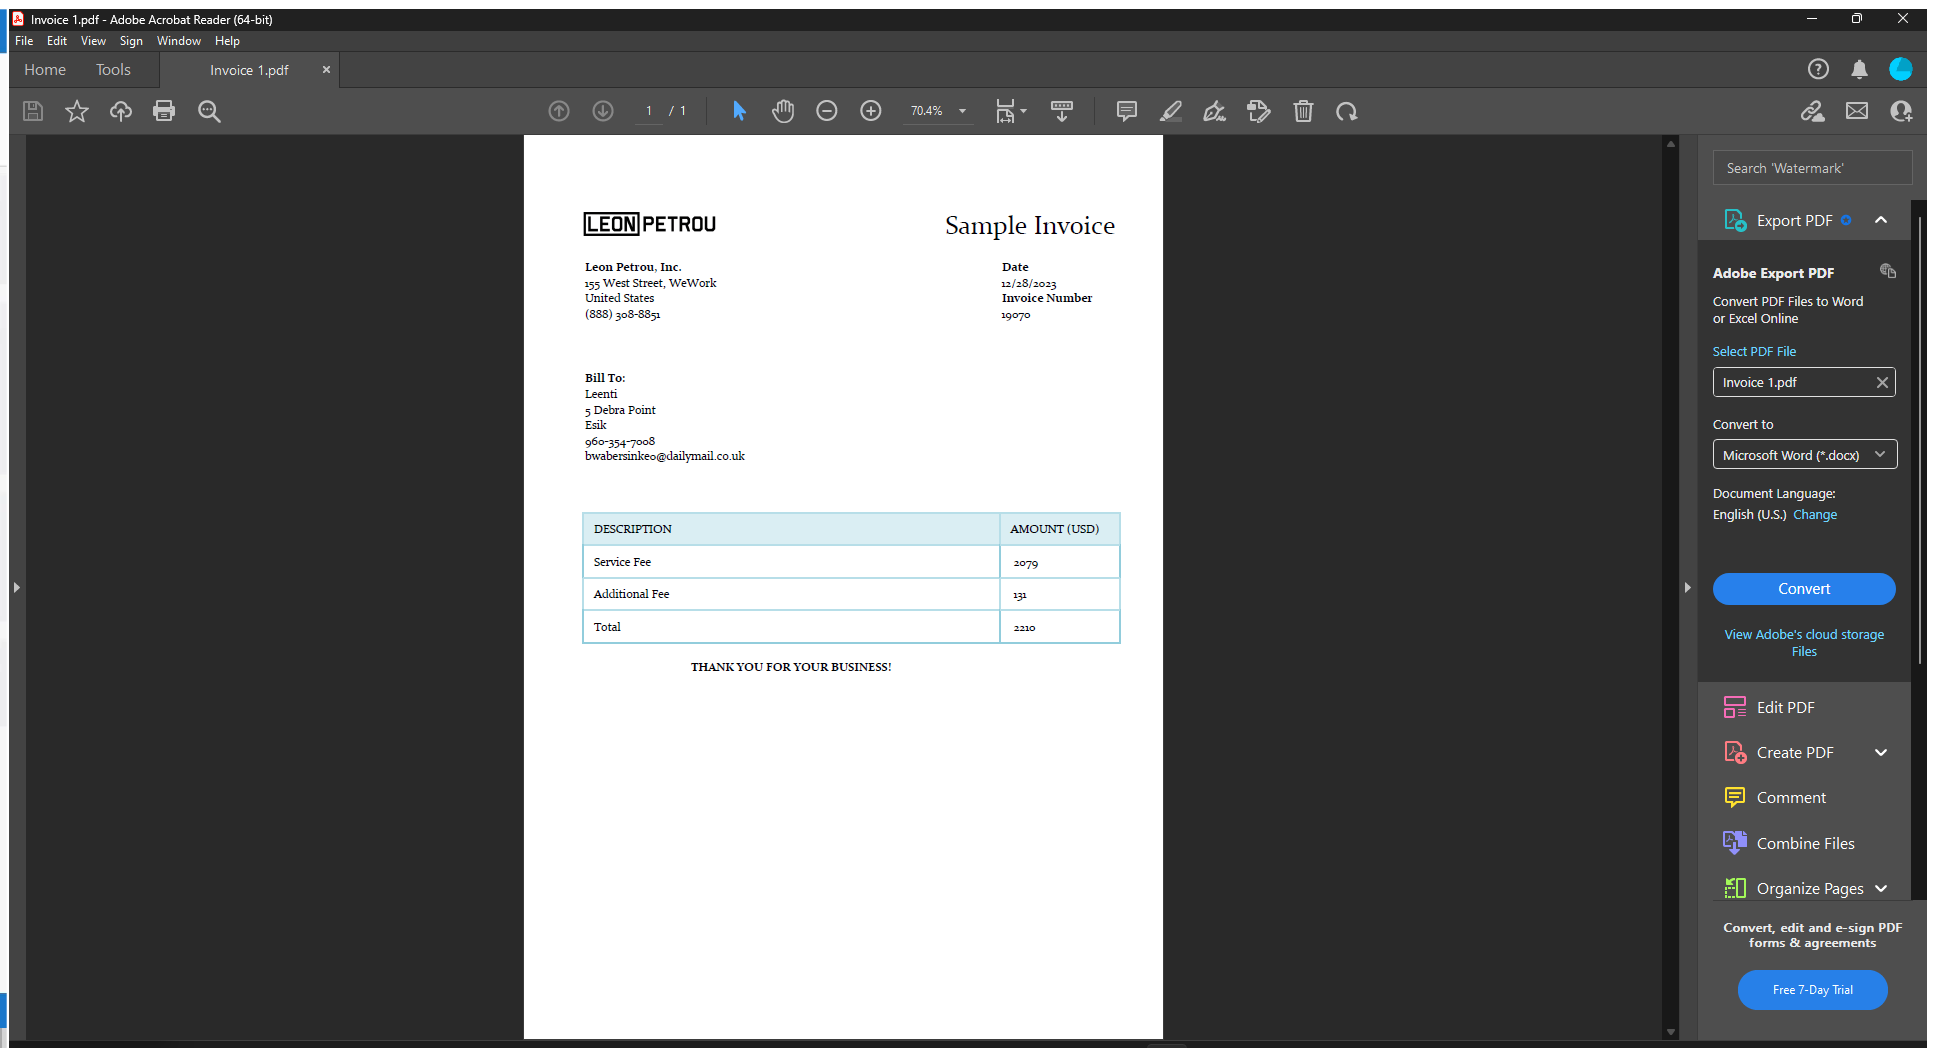 Invoice 1.pdf - Adobe Acrobat Reader (64-bit)
File Edit View Sign Window Help
Home Tools Invoice 1.pdf ×
1 / 1 70.4%
LEON PETROU
Sample Invoice
Leon Petrou, Inc.
155 West Street, WeWork
United States
(888) 308-8851
Date
12/28/2023
Invoice Number
19070
Bill To:
Leenti
5 Debra Point
Esik
960-354-7008
bwabersinke0@dailymail.co.uk
DESCRIPTION AMOUNT (USD)
Service Fee 2079
Additional Fee 131
Total 2210
THANK YOU FOR YOUR BUSINESS!
Search 'Watermark'
Export PDF
Adobe Export PDF
Convert PDF Files to Word
or Excel Online
Select PDF File
Invoice 1.pdf
Convert to
Microsoft Word (*.docx)
Document Language:
English (U.S.) Change
Convert
View Adobe's cloud storage
Files
Edit PDF
Create PDF
Comment
Combine Files
Organize Pages
Convert, edit and e-sign PDF
forms & agreements
Free 7-Day Trial